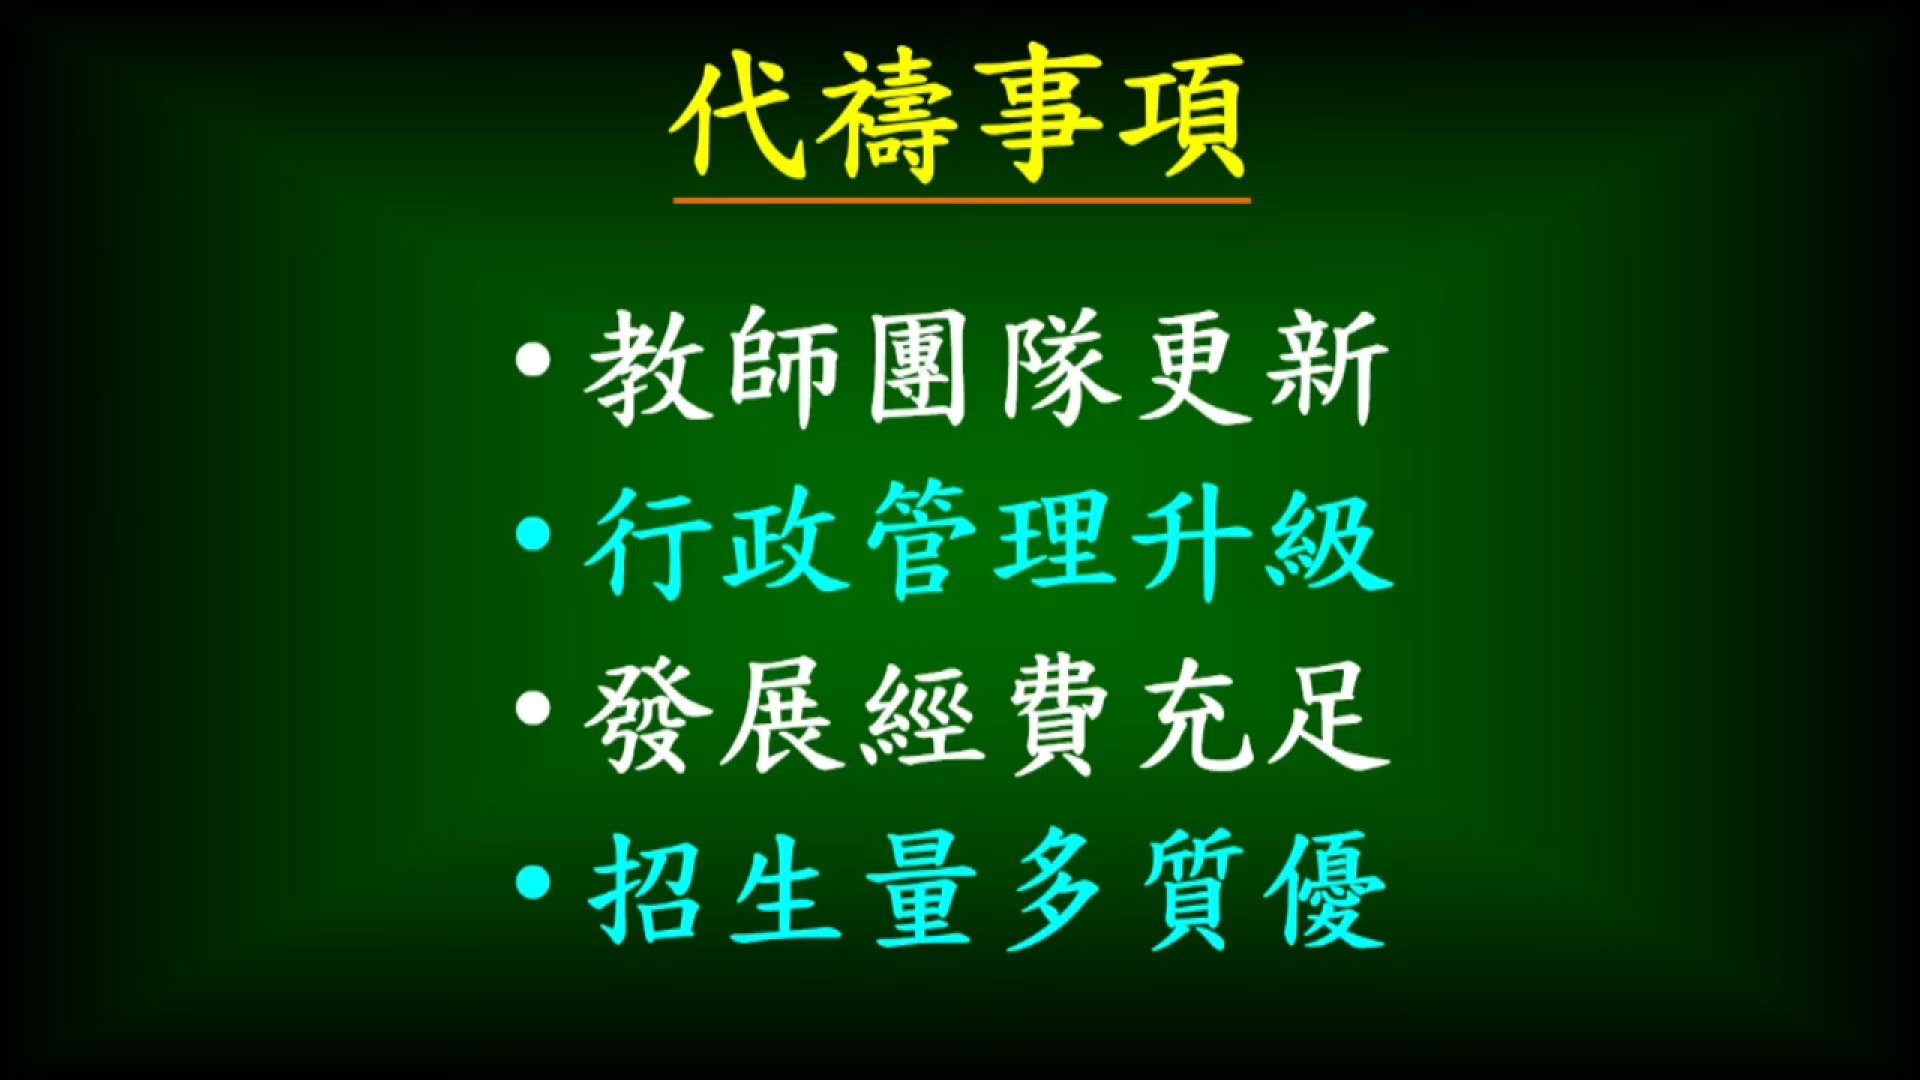 代禱事項
• 教師團隊更新
• 行政管理升級
• 發展經費充足
• 招生量多質優